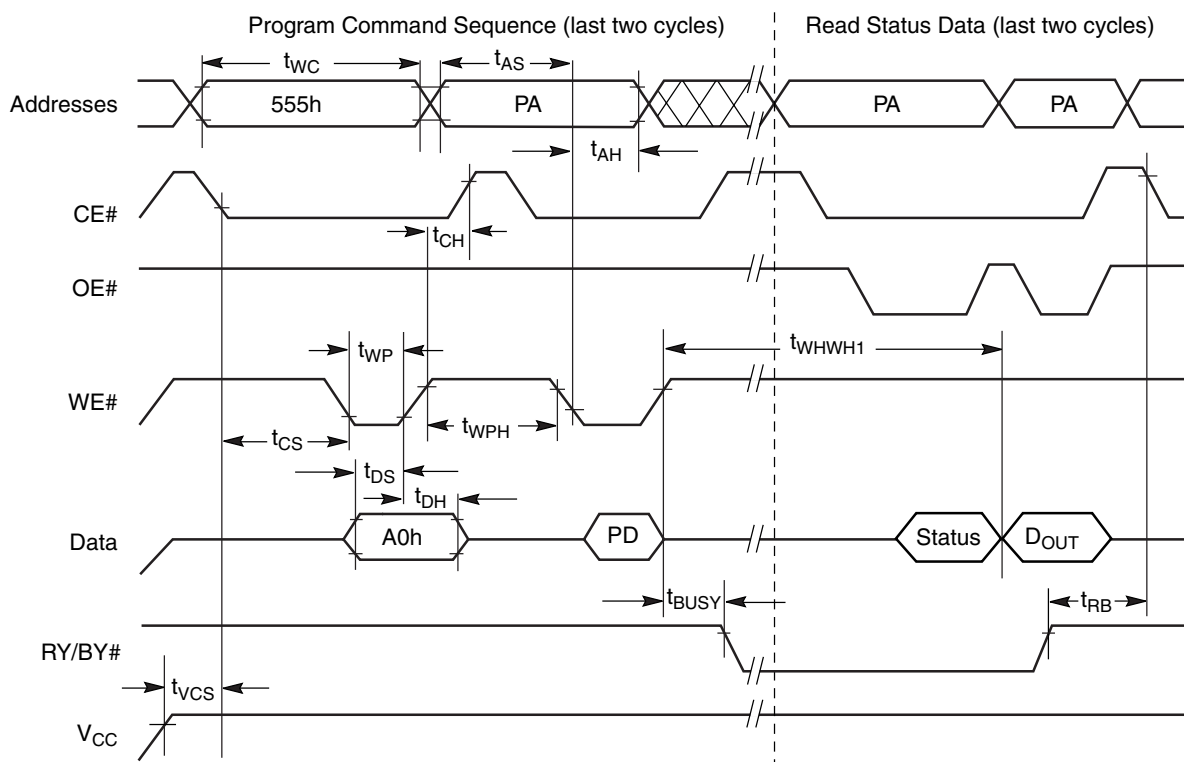 Program Command Sequence (last two cycles) Read Status Data (last two cycles)
tWC tAS
Addresses 555h PA PA PA
tAH
CE#
tCH
OE#
tWP tWHWH1
WE#
tCS tWPH
tDS
tDH
Data A0h PD Status DOUT
tBUSY tRB
RY/BY#
tVCS
VCC